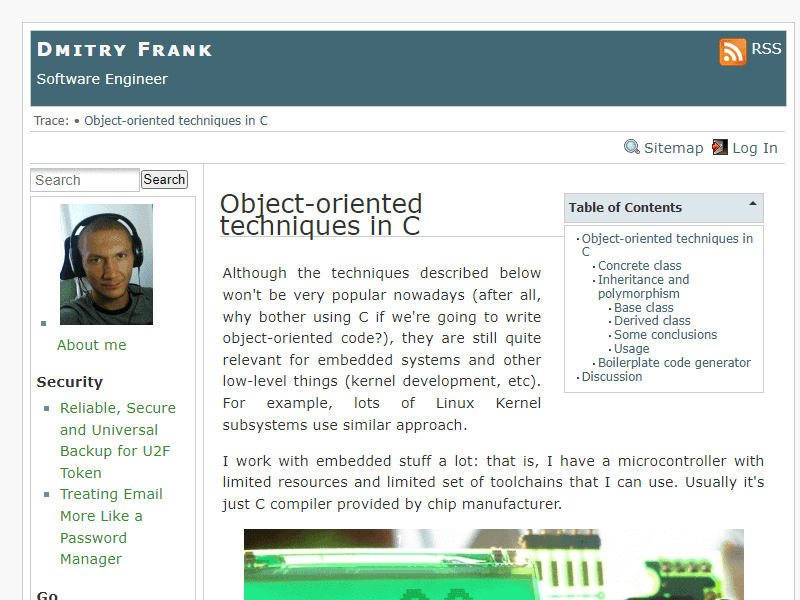 Dmitry Frank
RSS
Software Engineer
Trace: • Object-oriented techniques in C
Sitemap Log In
Search Search
About me
Security
Reliable, Secure
and Universal
Backup for U2F
Token
Treating Email
More Like a
Password
Manager
Go
Object-oriented
techniques in C
Table of Contents
Object-oriented techniques in
C
Concrete class
Inheritance and
polymorphism
Base class
Derived class
Some conclusions
Usage
Boilerplate code generator
Discussion
Although the techniques described below
won't be very popular nowadays (after all,
why bother using C if we're going to write
object-oriented code?), they are still quite
relevant for embedded systems and other
low-level things (kernel development, etc).
For example, lots of Linux Kernel
subsystems use similar approach.
I work with embedded stuff a lot: that is, I have a microcontroller with
limited resources and limited set of toolchains that I can use. Usually it's
just C compiler provided by chip manufacturer.